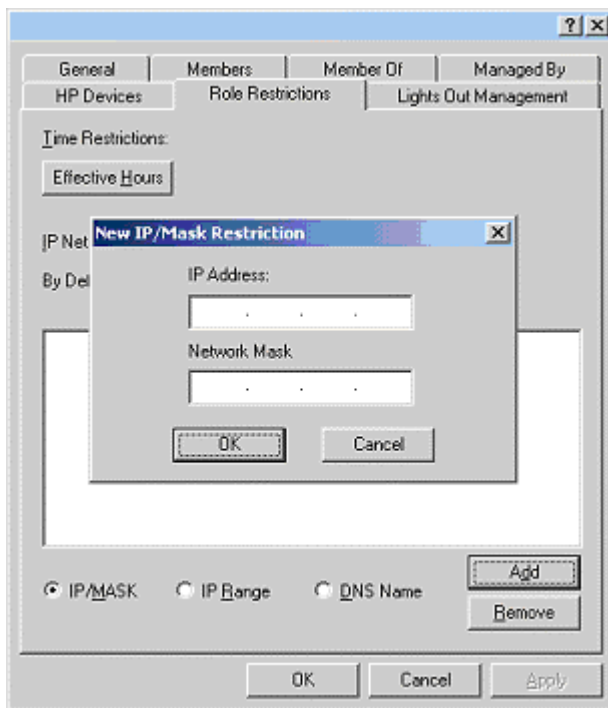 General Members Member Of Managed By
HP Devices Role Restrictions Lights Out Management
Time Restrictions:
Effective Hours
New IP/Mask Restriction
IP Net
By Def
IP Address:
Network Mask
OK Cancel
IP/MASK IP Range DNS Name
Add
Remove
OK Cancel Apply